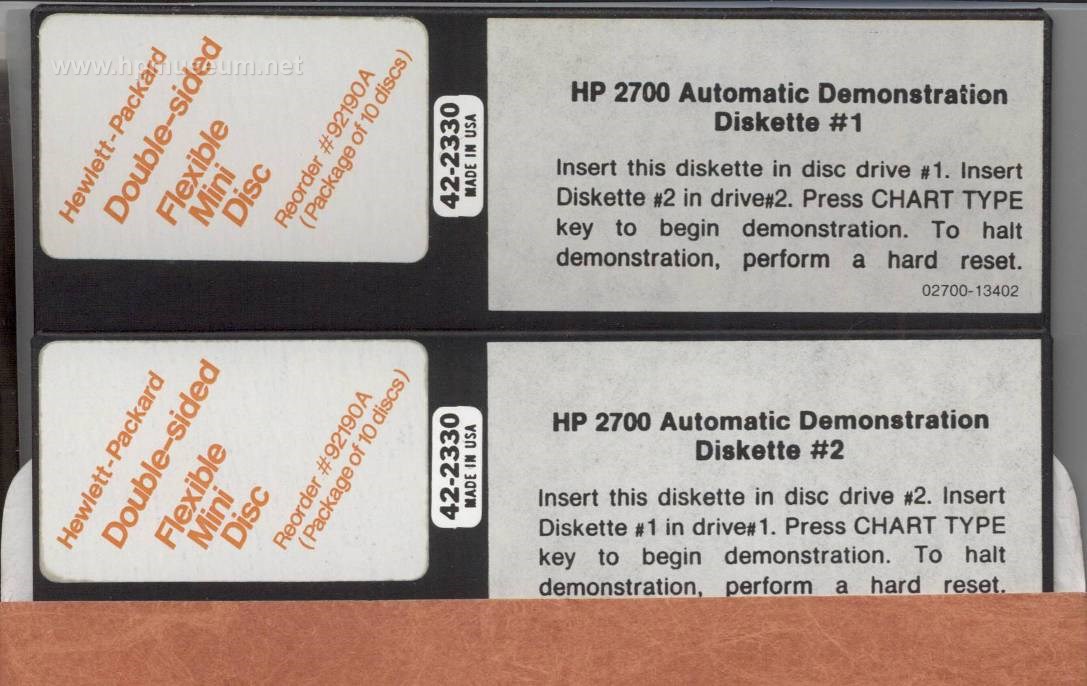 www.hpmuseum.net
Hewlett-Packard
Double-sided
Flexible
Mini
Disc
Reorder #92190A
(Package of 10 discs)
42-2330
MADE IN USA
HP 2700 Automatic Demonstration
Diskette #1
Insert this diskette in disc drive #1. Insert
Diskette #2 in drive#2. Press CHART TYPE
key to begin demonstration. To halt
demonstration, perform a hard reset.
02700-13402
Hewlett-Packard
Double-sided
Flexible
Mini
Disc
Reorder #92190A
(Package of 10 discs)
42-2330
MADE IN USA
HP 2700 Automatic Demonstration
Diskette #2
Insert this diskette in disc drive #2. Insert
Diskette #1 in drive#1. Press CHART TYPE
key to begin demonstration. To halt
demonstration, perform a hard reset.